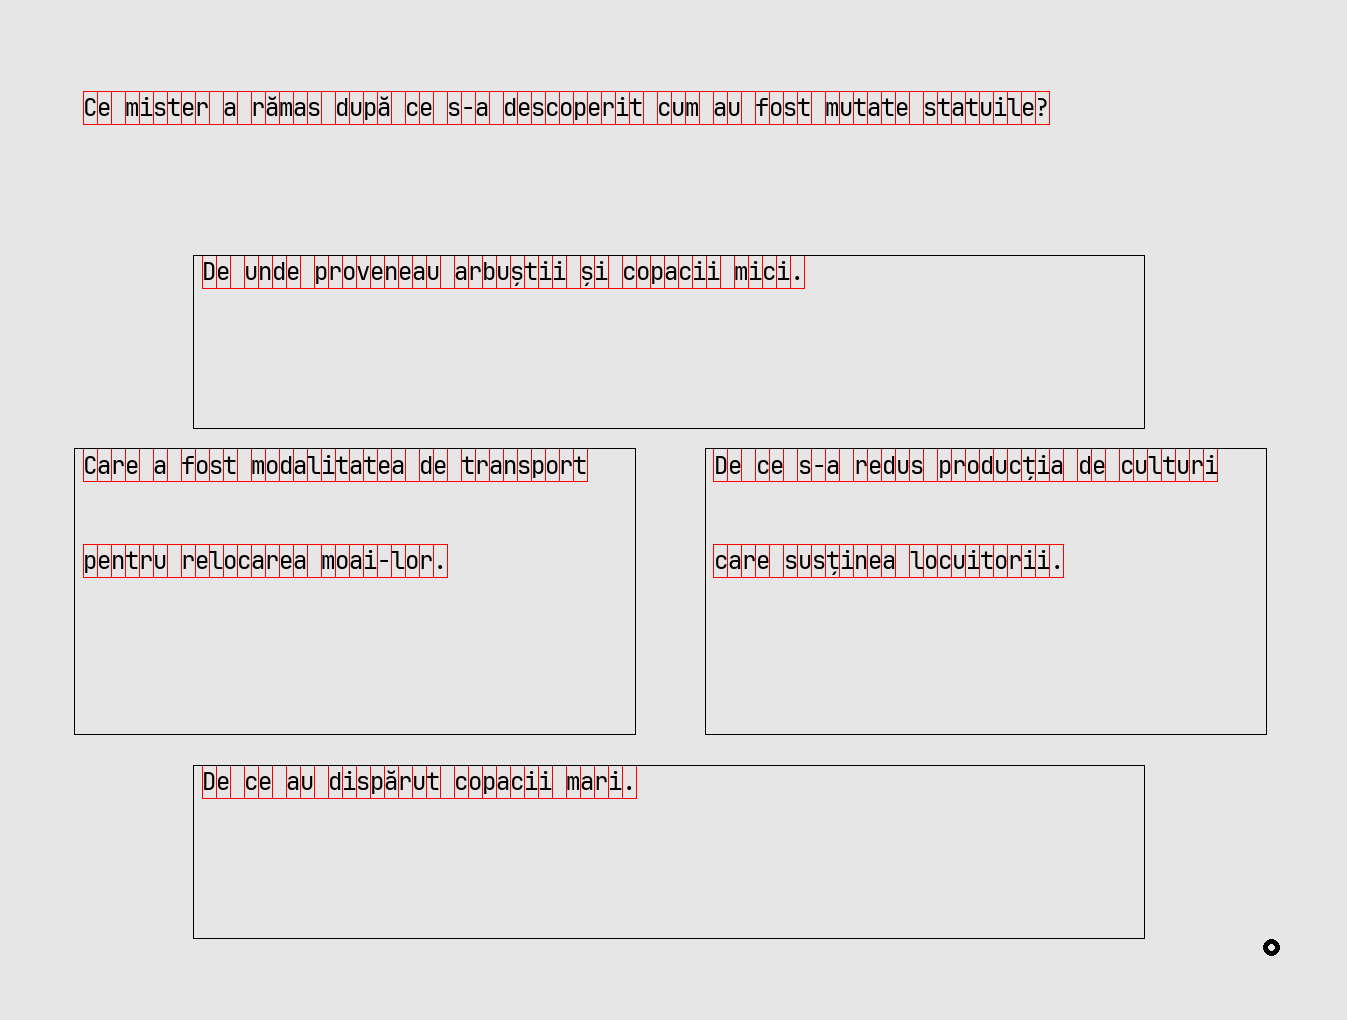 Ce mister a rămas după ce s-a descoperit cum au fost mutate statuile?
De unde proveneau arbuștii și copacii mici.
Care a fost modalitatea de transport
pentru relocarea moai-lor.
De ce s-a redus producția de culturi
care susținea locuitorii.
De ce au dispărut copacii mari.